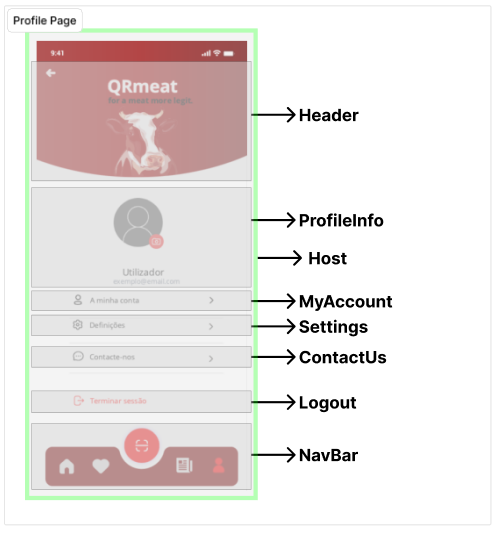 Profile Page
9:41
QRmeat
for a meat more legit
Header
Utilizador
exemplo@email.com
ProfileInfo
Host
A minha conta
MyAccount
Definições
Settings
Contacte-nos
ContactUs
Terminar sessão
Logout
NavBar